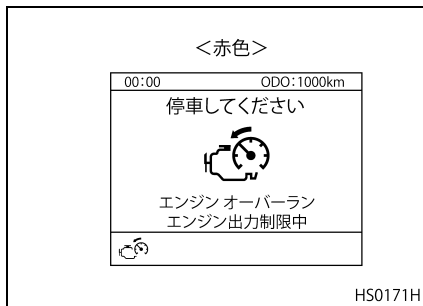 ＜赤色＞
00:00 ODO:1000km
停車してください
エンジン オーバーラン
エンジン出力制限中
HS0171H